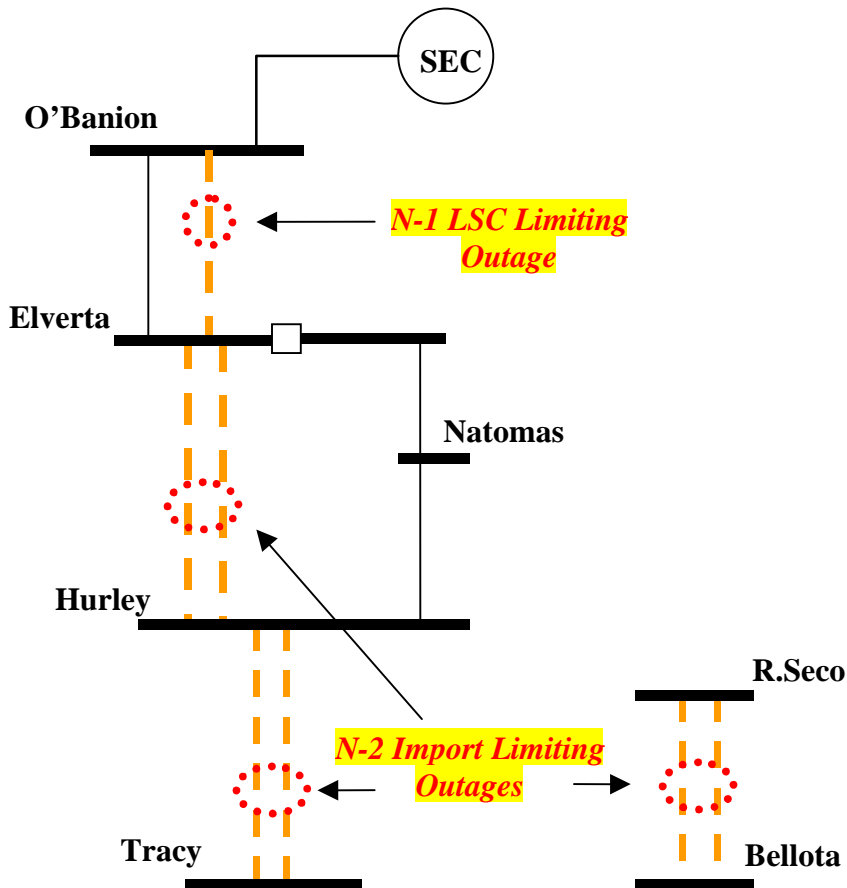 SEC
O'Banion
N-1 LSC Limiting
Outage
Elverta
Natomas
Hurley
R.Seco
N-2 Import Limiting
Outages
Tracy
Bellota